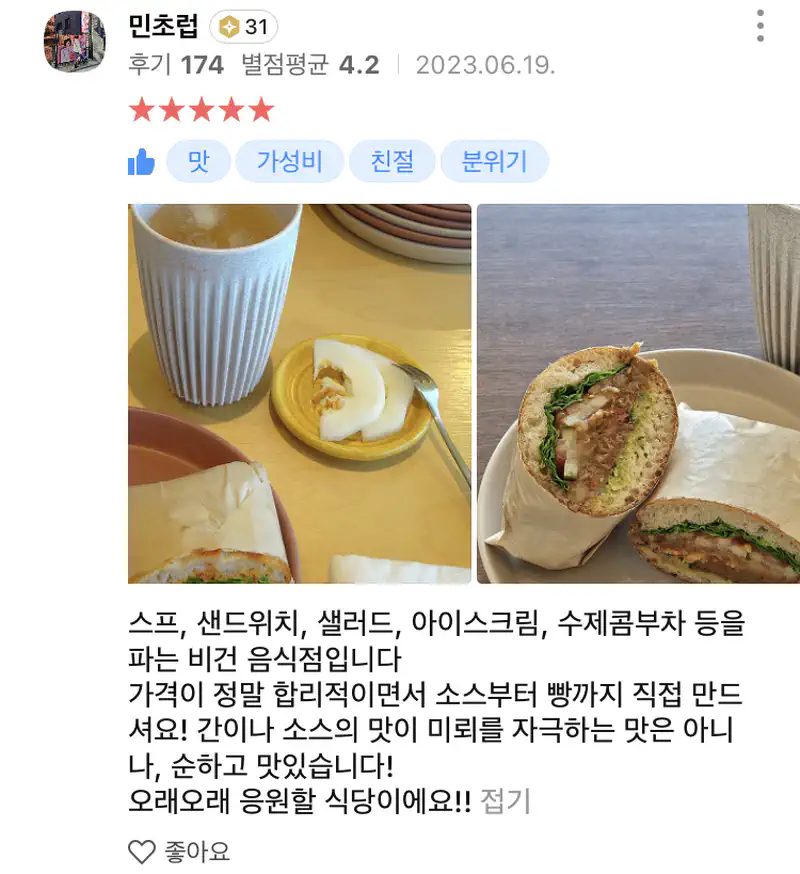 민초럽 31
후기 174 별점평균 4.2 2023.06.19.
맛 가성비 친절 분위기
스프, 샌드위치, 샐러드, 아이스크림, 수제콤부차 등을
파는 비건 음식점입니다
가격이 정말 합리적이면서 소스부터 빵까지 직접 만드
셔요! 간이나 소스의 맛이 미뢰를 자극하는 맛은 아니
나, 순하고 맛있습니다!
오래오래 응원할 식당이에요!! 접기
좋아요